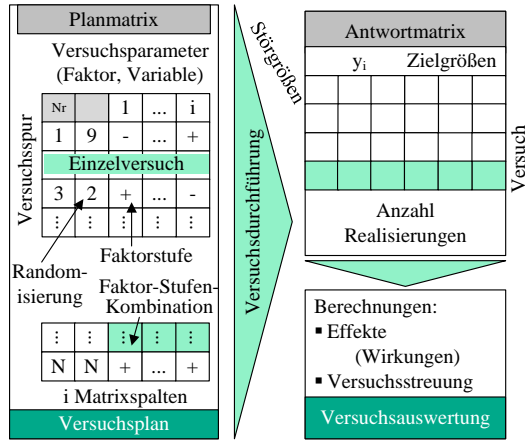 Planmatrix
Versuchsparameter
(Faktor, Variable)
Nr 1 ... i
1 9 - ... +
Einzelversuch
3 2 + ... -
⋮ ⋮ ⋮ ⋮ ⋮
Versuchsspur
Faktorstufe
Random-
isierung
Faktor-Stufen-
Kombination
⋮ ⋮ ⋮ ⋮ ⋮
N N + ... +
i Matrixspalten
Versuchsplan
Störgrößen
Versuchsdurchführung
Antwortmatrix
yi Zielgrößen
Versuch
Anzahl
Realisierungen
Berechnungen:
▪ Effekte
(Wirkungen)
▪ Versuchsstreuung
Versuchsauswertung